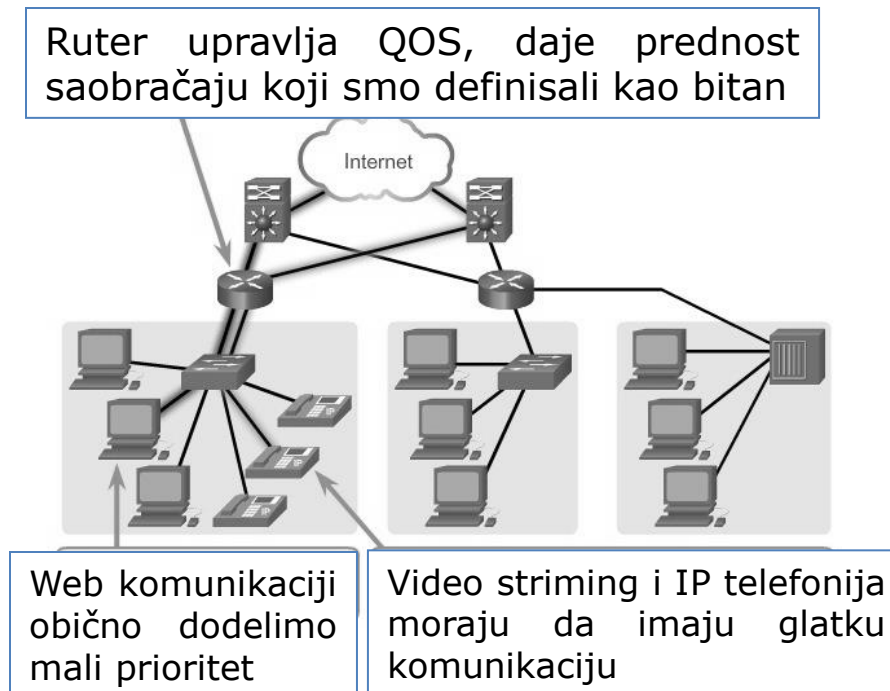 Ruter upravlja QOS, daje prednost
saobračaju koji smo definisali kao bitan
Internet
Web komunikaciji
obično dodelimo
mali prioritet
Video striming i IP telefonija
moraju da imaju glatku
komunikaciju